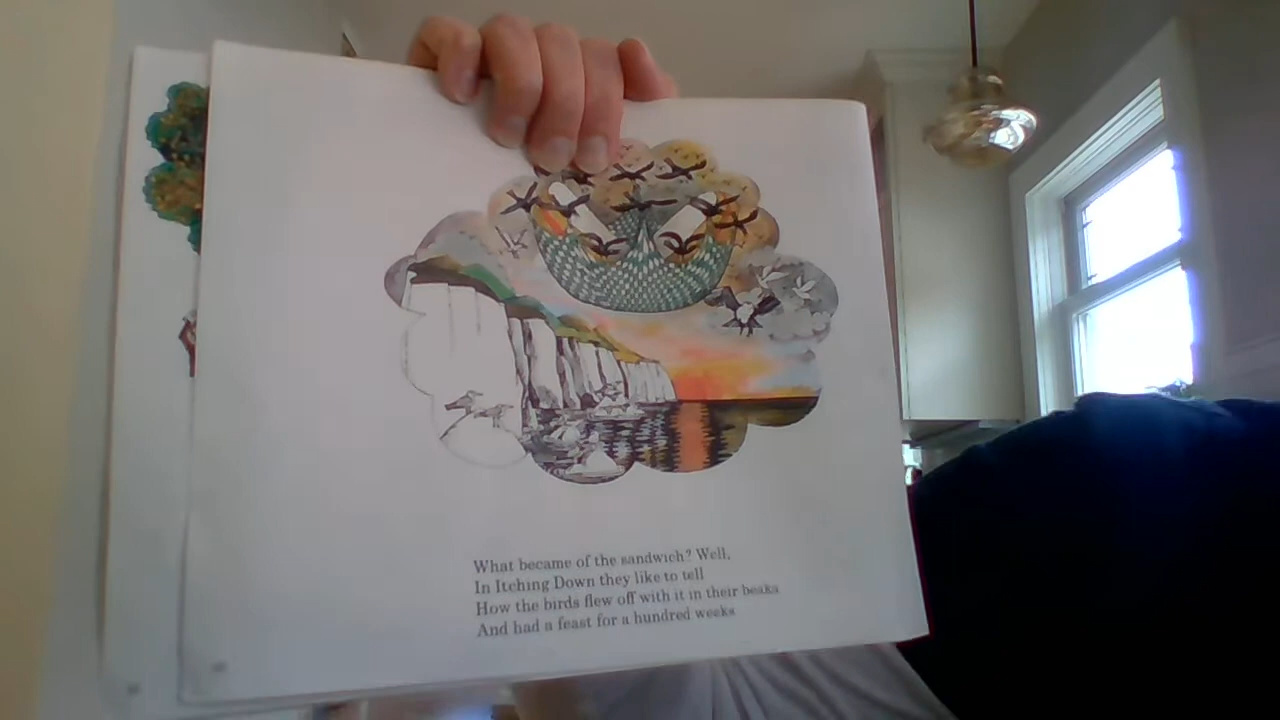 What became of the sandwich? Well,
In Itching Down they like to tell
How the birds flew off with it in their beaks
And had a feast for a hundred weeks